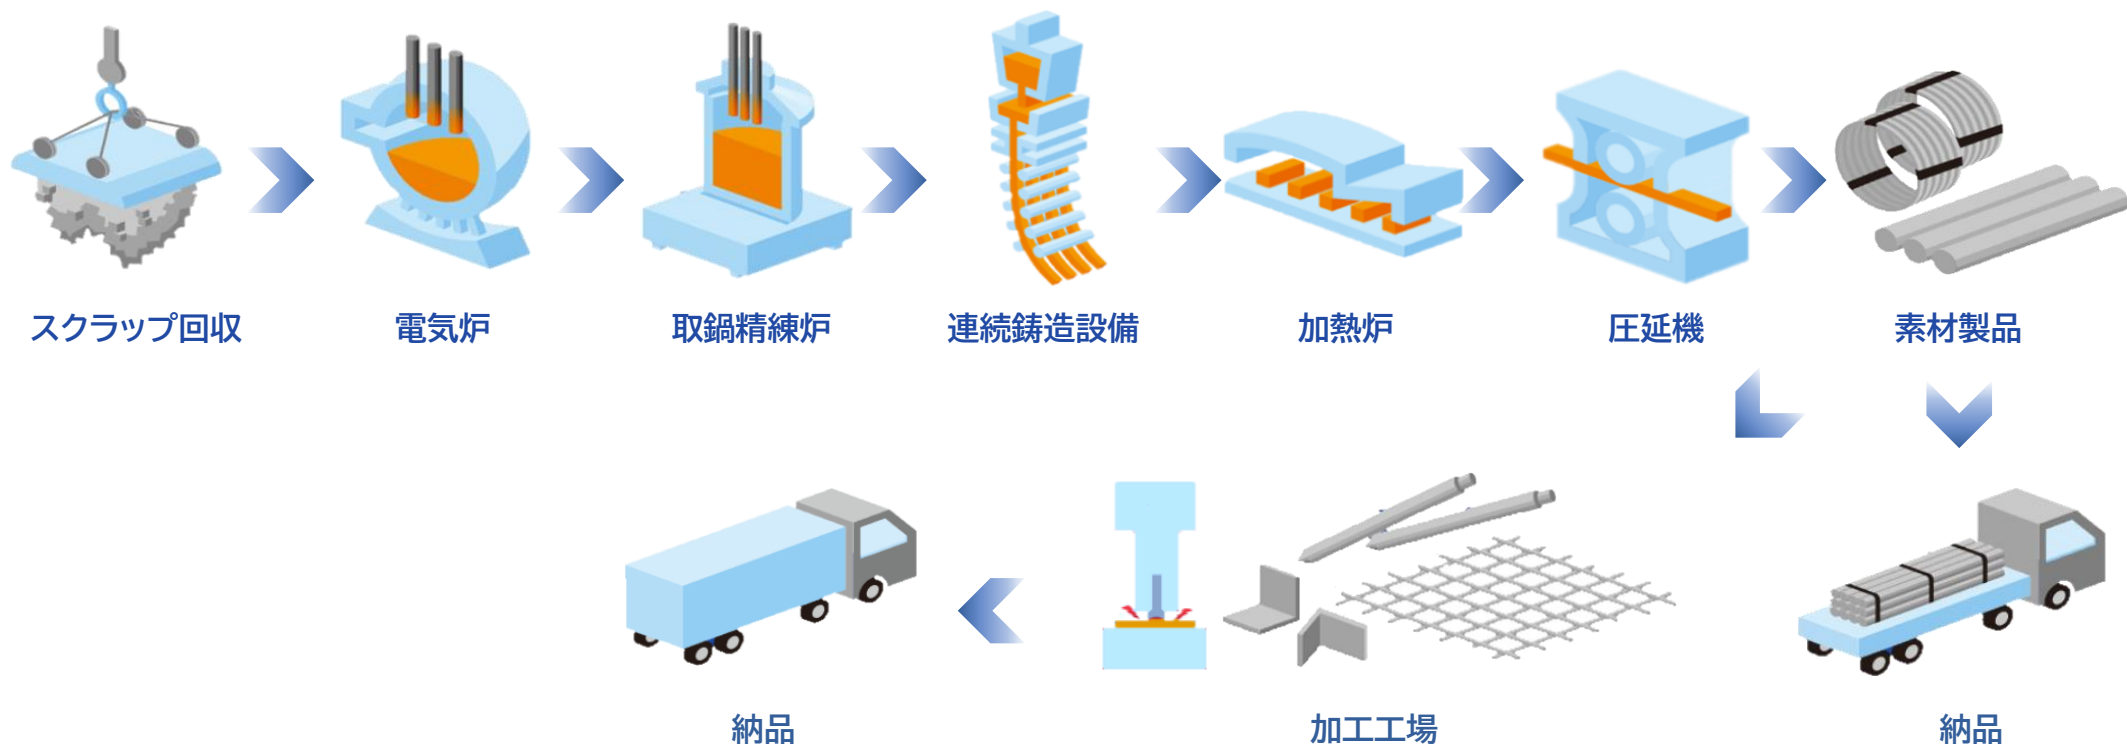 スクラップ回収
電気炉
取鍋精練炉
連続鋳造設備
加熱炉
圧延機
素材製品
納品
加工工場
納品